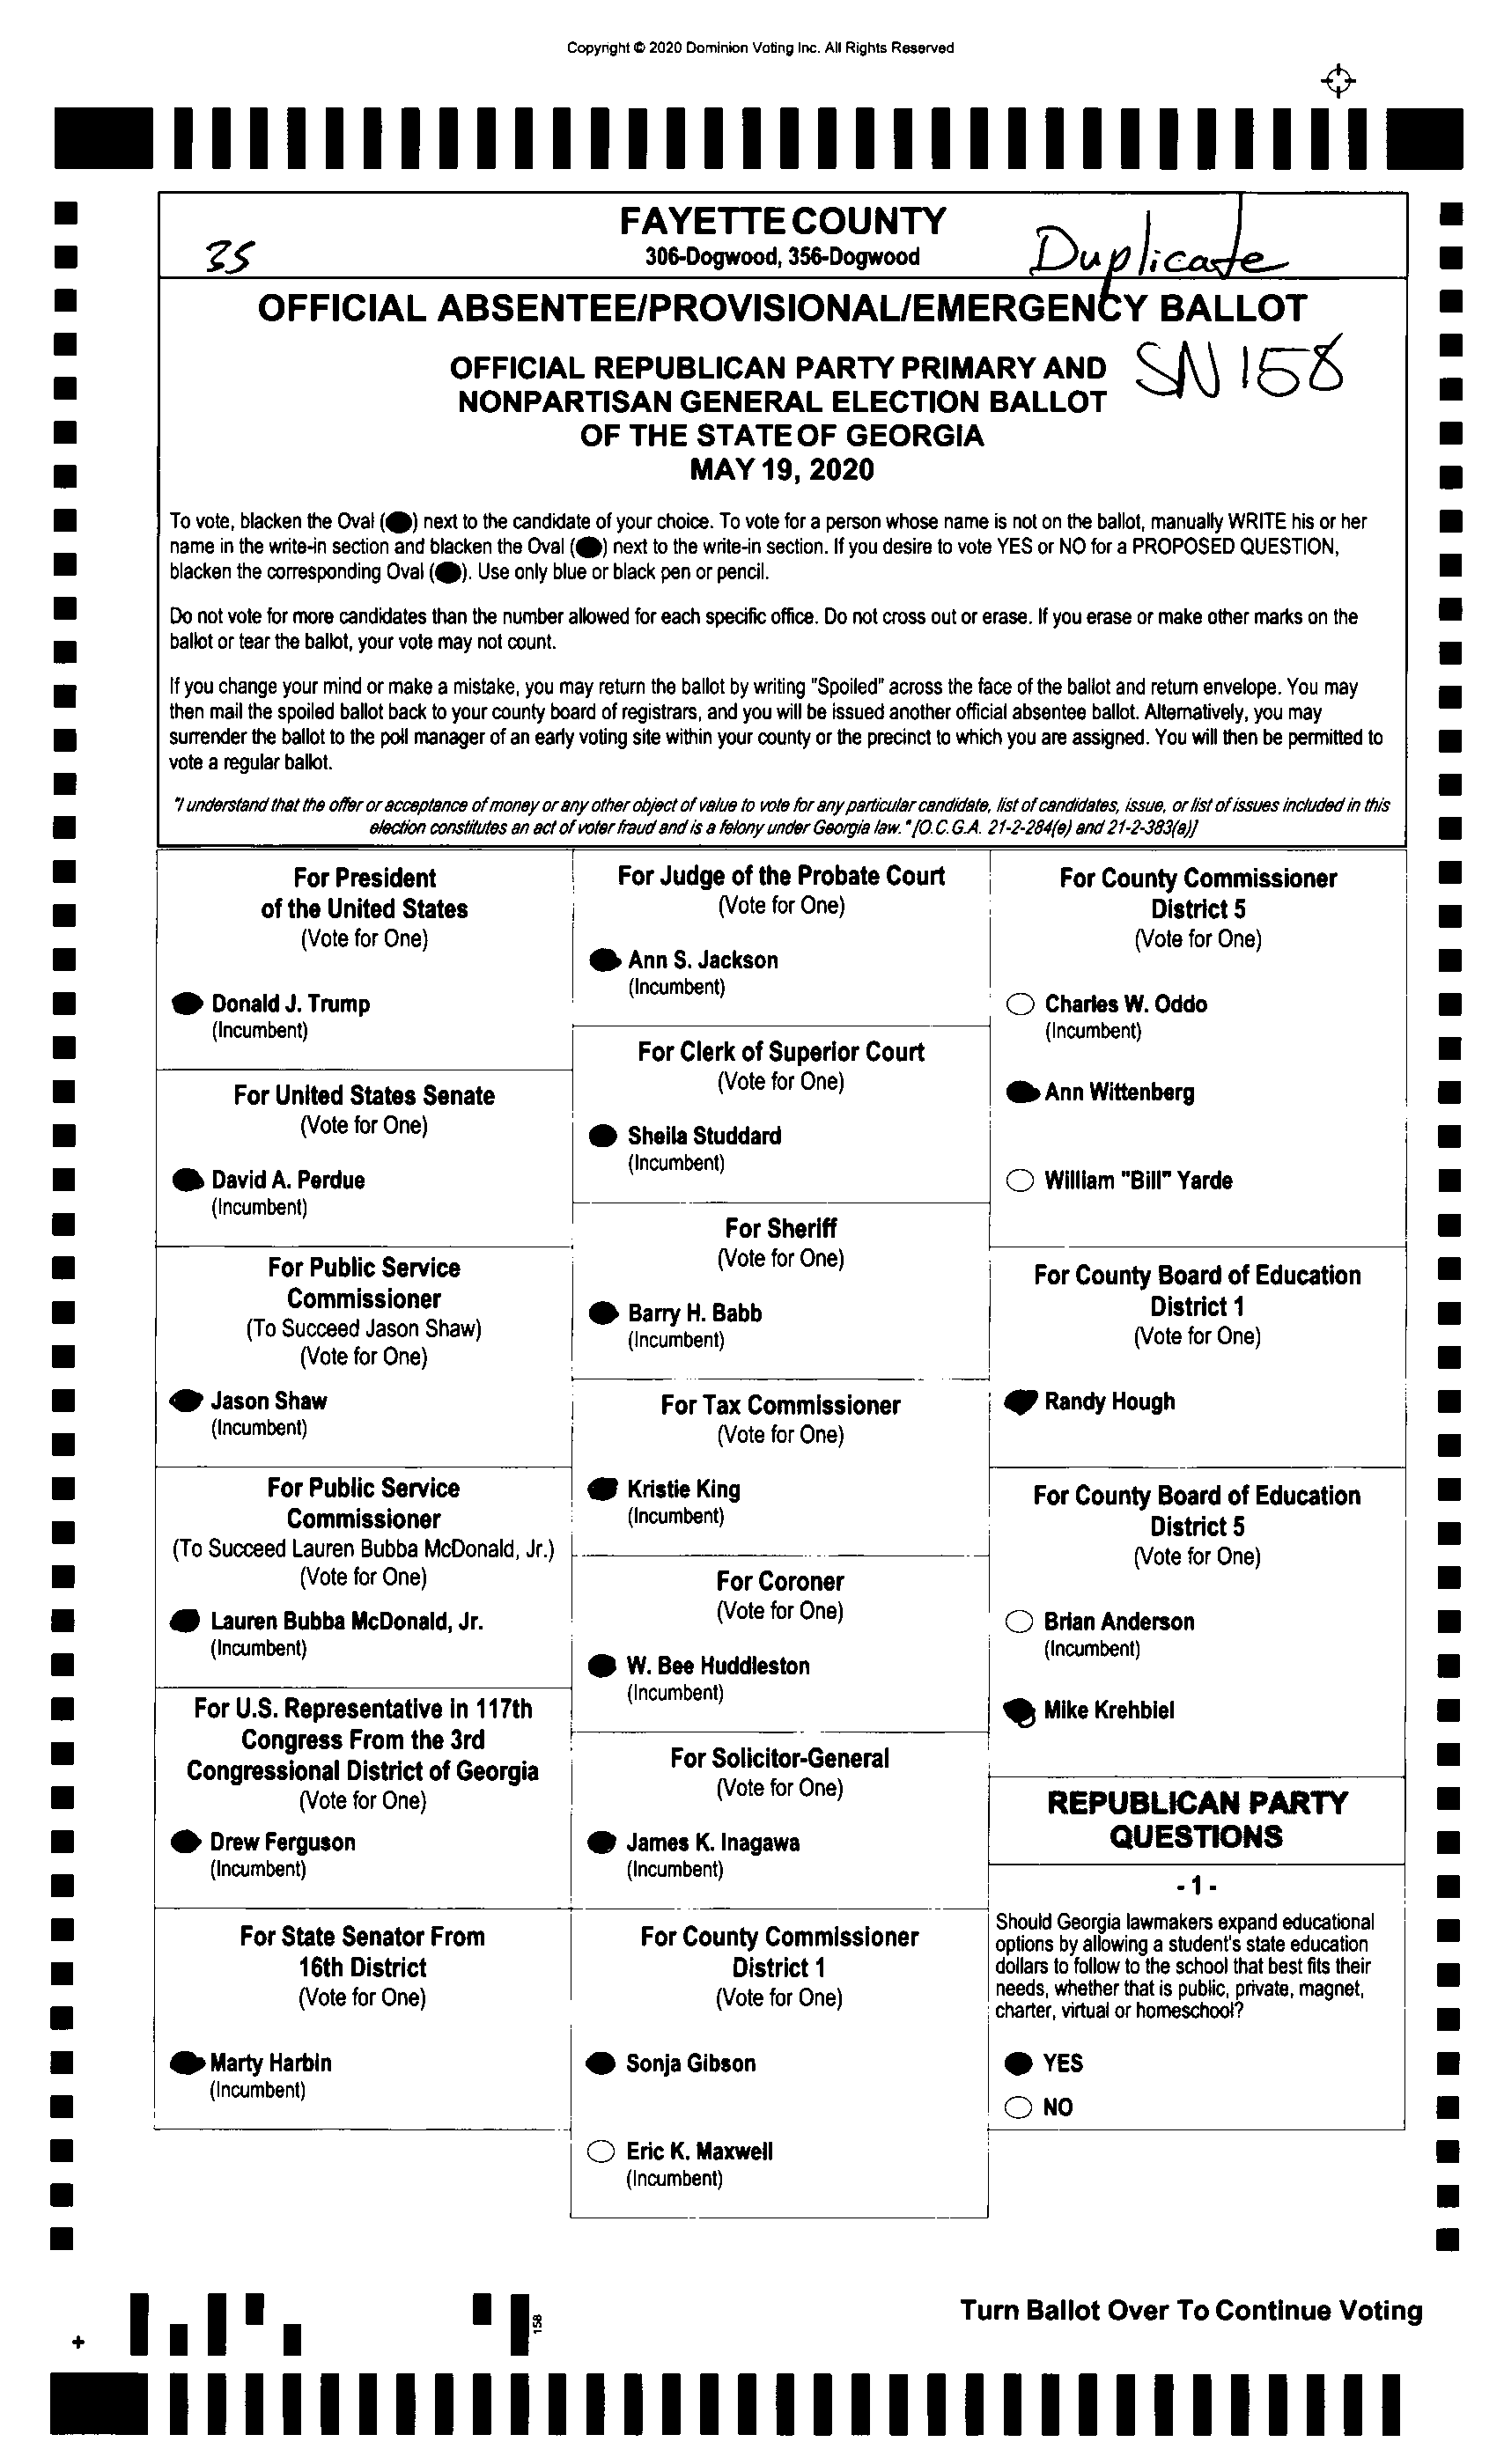 Copyright © 2020 Dominion Voting Inc. All Rights Reserved
FAYETTE COUNTY
306-Dogwood, 356-Dogwood
35
Duplicate
OFFICIAL ABSENTEE/PROVISIONAL/EMERGENCY BALLOT
OFFICIAL REPUBLICAN PARTY PRIMARY AND
NONPARTISAN GENERAL ELECTION BALLOT
OF THE STATE OF GEORGIA
MAY 19, 2020
SN 158
To vote, blacken the Oval ( ) next to the candidate of your choice. To vote for a person whose name is not on the ballot, manually WRITE his or her
name in the write-in section and blacken the Oval ( ) next to the write-in section. If you desire to vote YES or NO for a PROPOSED QUESTION,
blacken the corresponding Oval ( ). Use only blue or black pen or pencil.
Do not vote for more candidates than the number allowed for each specific office. Do not cross out or erase. If you erase or make other marks on the
ballot or tear the ballot, your vote may not count.
If you change your mind or make a mistake, you may return the ballot by writing "Spoiled" across the face of the ballot and return envelope. You may
then mail the spoiled ballot back to your county board of registrars, and you will be issued another official absentee ballot. Alternatively, you may
surrender the ballot to the poll manager of an early voting site within your county or the precinct to which you are assigned. You will then be permitted to
vote a regular ballot.
"I understand that the offer or acceptance of money or any other object of value to vote for any particular candidate, list of candidates, issue, or list of issues included in this
election constitutes an act of voter fraud and is a felony under Georgia law." [O.C.G.A. 21-2-284(e) and 21-2-383(a)]
For President
of the United States
(Vote for One)
Donald J. Trump
(Incumbent)
For United States Senate
(Vote for One)
David A. Perdue
(Incumbent)
For Public Service
Commissioner
(To Succeed Jason Shaw)
(Vote for One)
Jason Shaw
(Incumbent)
For Public Service
Commissioner
(To Succeed Lauren Bubba McDonald, Jr.)
(Vote for One)
Lauren Bubba McDonald, Jr.
(Incumbent)
For U.S. Representative in 117th
Congress From the 3rd
Congressional District of Georgia
(Vote for One)
Drew Ferguson
(Incumbent)
For State Senator From
16th District
(Vote for One)
Marty Harbin
(Incumbent)
For Judge of the Probate Court
(Vote for One)
Ann S. Jackson
(Incumbent)
For Clerk of Superior Court
(Vote for One)
Sheila Studdard
(Incumbent)
For Sheriff
(Vote for One)
Barry H. Babb
(Incumbent)
For Tax Commissioner
(Vote for One)
Kristie King
(Incumbent)
For Coroner
(Vote for One)
W. Bee Huddleston
(Incumbent)
For Solicitor-General
(Vote for One)
James K. Inagawa
(Incumbent)
For County Commissioner
District 1
(Vote for One)
Sonja Gibson
Eric K. Maxwell
(Incumbent)
For County Commissioner
District 5
(Vote for One)
Charles W. Oddo
(Incumbent)
Ann Wittenberg
William "Bill" Yarde
For County Board of Education
District 1
(Vote for One)
Randy Hough
For County Board of Education
District 5
(Vote for One)
Brian Anderson
(Incumbent)
Mike Krehbiel
REPUBLICAN PARTY
QUESTIONS
- 1 -
Should Georgia lawmakers expand educational
options by allowing a student's state education
dollars to follow to the school that best fits their
needs, whether that is public, private, magnet,
charter, virtual or homeschool?
YES
NO
158
Turn Ballot Over To Continue Voting